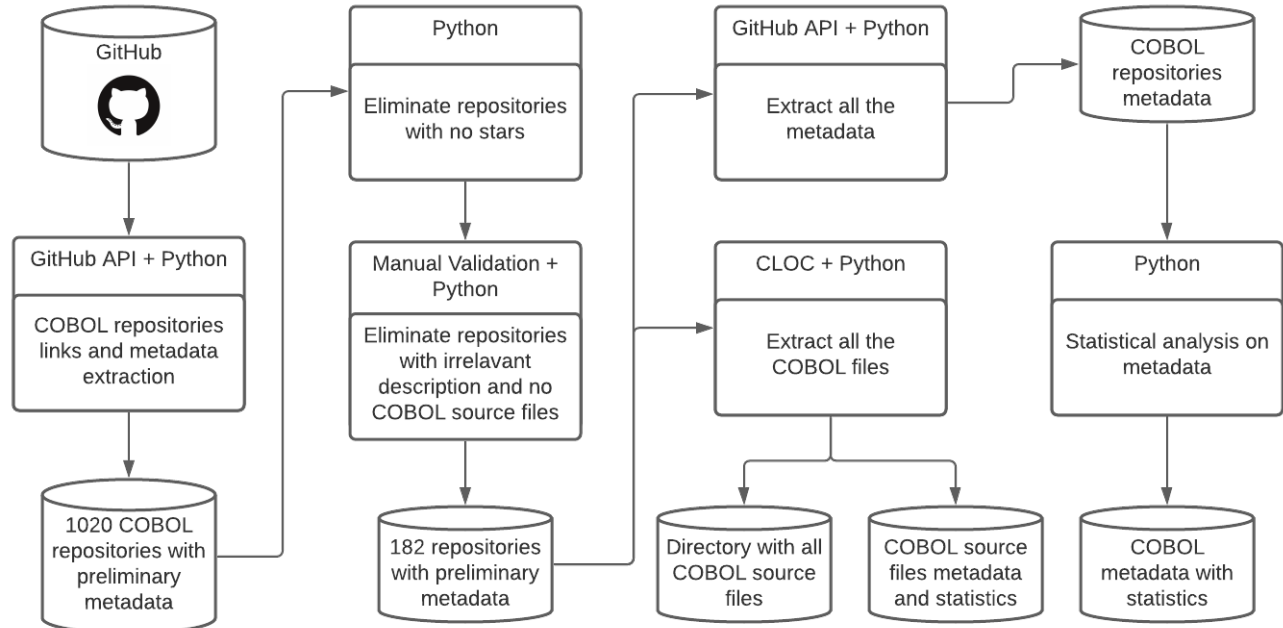 GitHub
GitHub API + Python
COBOL repositories
links and metadata
extraction
1020 COBOL
repositories with
preliminary
metadata
Python
Eliminate repositories
with no stars
Manual Validation +
Python
Eliminate repositories
with irrelavant
description and no
COBOL source files
182 repositories
with preliminary
metadata
GitHub API + Python
Extract all the
metadata
CLOC + Python
Extract all the
COBOL files
Directory with all
COBOL source
files
COBOL source
files metadata
and statistics
COBOL
repositories
metadata
Python
Statistical analysis on
metadata
COBOL
metadata with
statistics